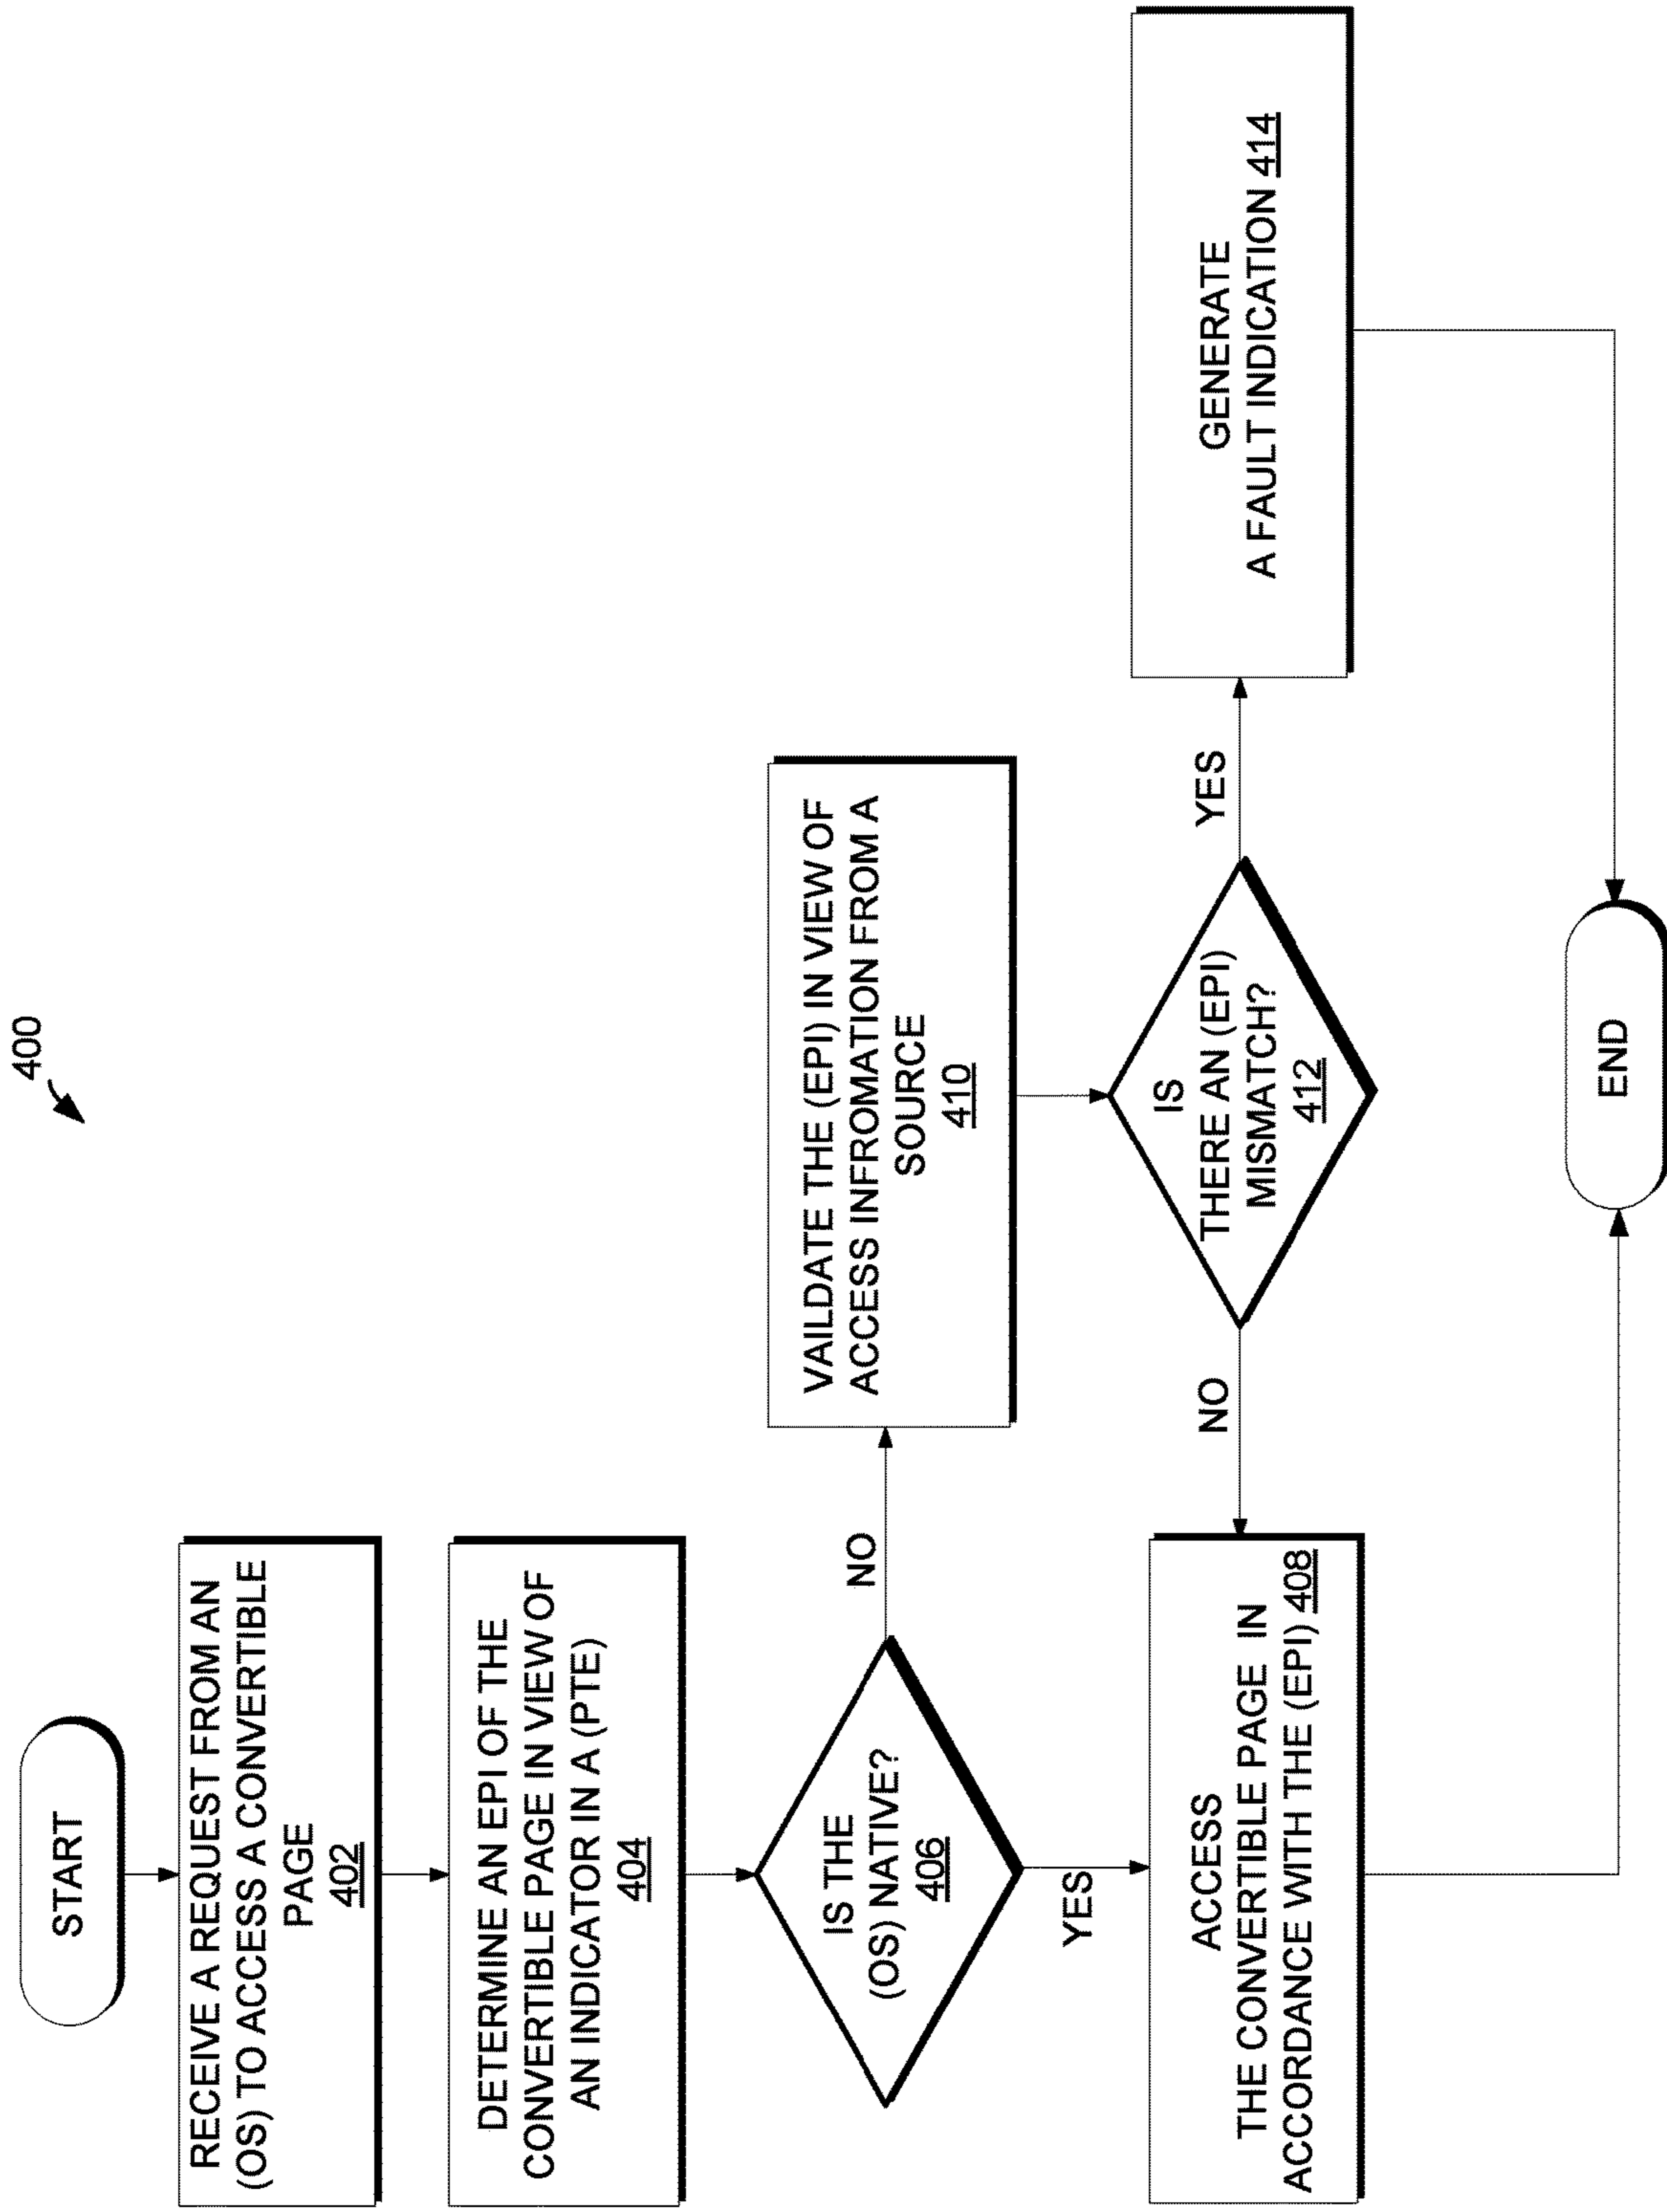 400
START
RECEIVE A REQUEST FROM AN
(OS) TO ACCESS A CONVERTIBLE
PAGE
402
DETERMINE AN EPI OF THE
CONVERTIBLE PAGE IN VIEW OF
AN INDICATOR IN A (PTE)
404
IS THE
(OS) NATIVE?
406
NO
YES
VAILDATE THE (EPI) IN VIEW OF
ACCESS INFROMATION FROM A
SOURCE
410
IS
THERE AN (EPI)
MISMATCH?
412
NO
YES
ACCESS
THE CONVERTIBLE PAGE IN
ACCORDANCE WITH THE (EPI) 408
GENERATE
A FAULT INDICATION 414
END